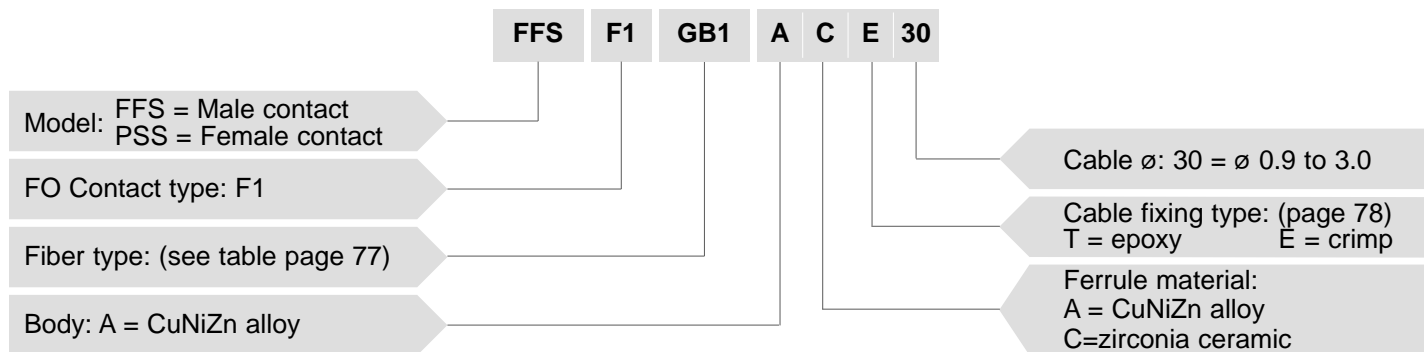 FFS F1 GB1 A C E 30
Model: FFS = Male contact
PSS = Female contact
FO Contact type: F1
Fiber type: (see table page 77)
Body: A = CuNiZn alloy
Cable ø: 30 = ø 0.9 to 3.0
Cable fixing type: (page 78)
T = epoxy E = crimp
Ferrule material:
A = CuNiZn alloy
C=zirconia ceramic